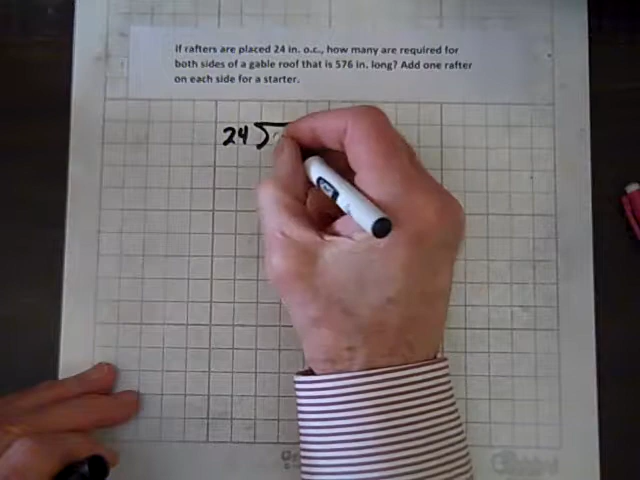 If rafters are placed 24 in. o.c., how many are required for
both sides of a gable roof that is 576 in. long? Add one rafter
on each side for a starter.
24